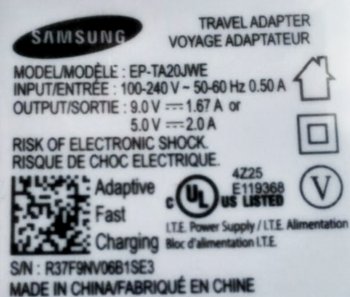 SAMSUNG
TRAVEL ADAPTER
VOYAGE ADAPTATEUR
MODEL/MODÈLE : EP-TA20JWE
INPUT/ENTRÉE : 100-240 V ~ 50-60 Hz 0.50 A
OUTPUT/SORTIE : 9.0 V ⎓ 1.67 A or
5.0 V ⎓ 2.0 A
RISK OF ELECTRONIC SHOCK.
RISQUE DE CHOC ELECTRIQUE.
Adaptive
Fast
Charging
4Z25
E119368
c UL US LISTED
V
I.T.E. Power Supply / I.T.E. Alimentation
Bloc d'alimentation I.T.E.
S/N : R37F9NV06B1SE3
MADE IN CHINA/FABRIQUÉ EN CHINE